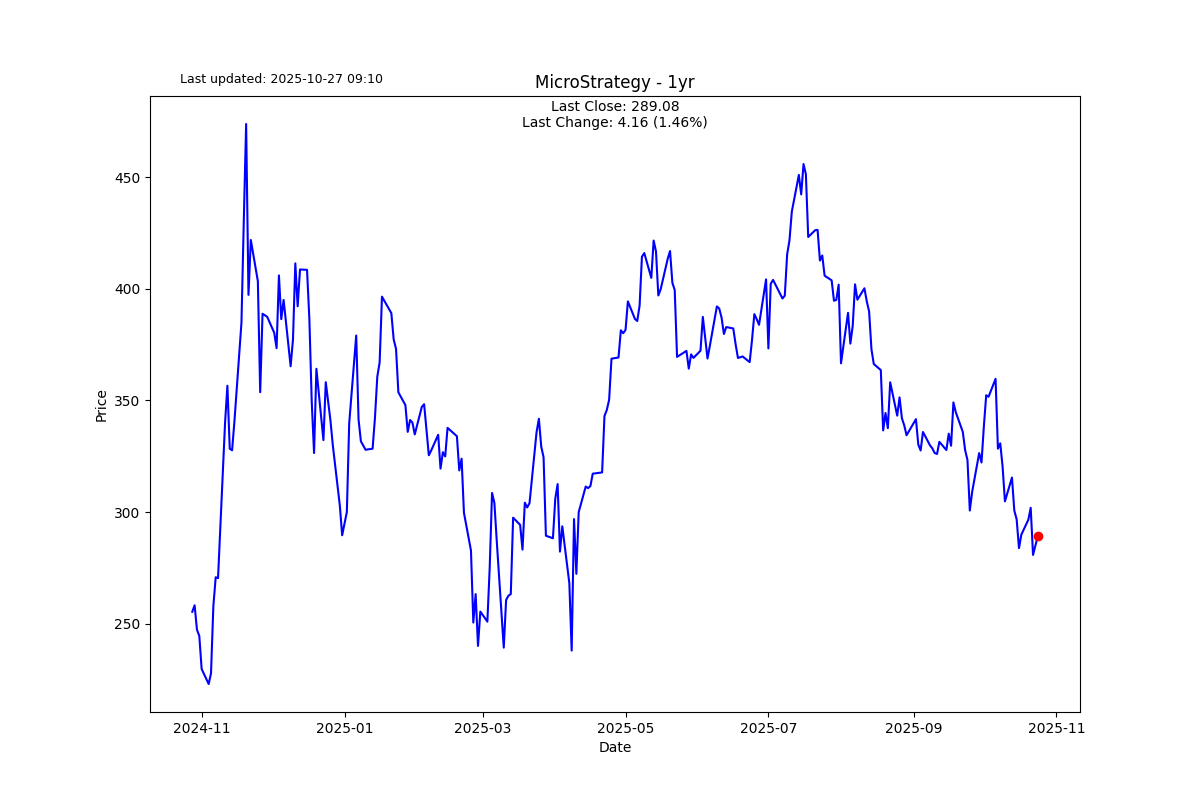 Last updated: 2025-10-27 09:10
MicroStrategy - 1yr
Last Close: 289.08
Last Change: 4.16 (1.46%)
450
400
350
300
250
Price
2024-11
2025-01
2025-03
2025-05
2025-07
2025-09
2025-11
Date